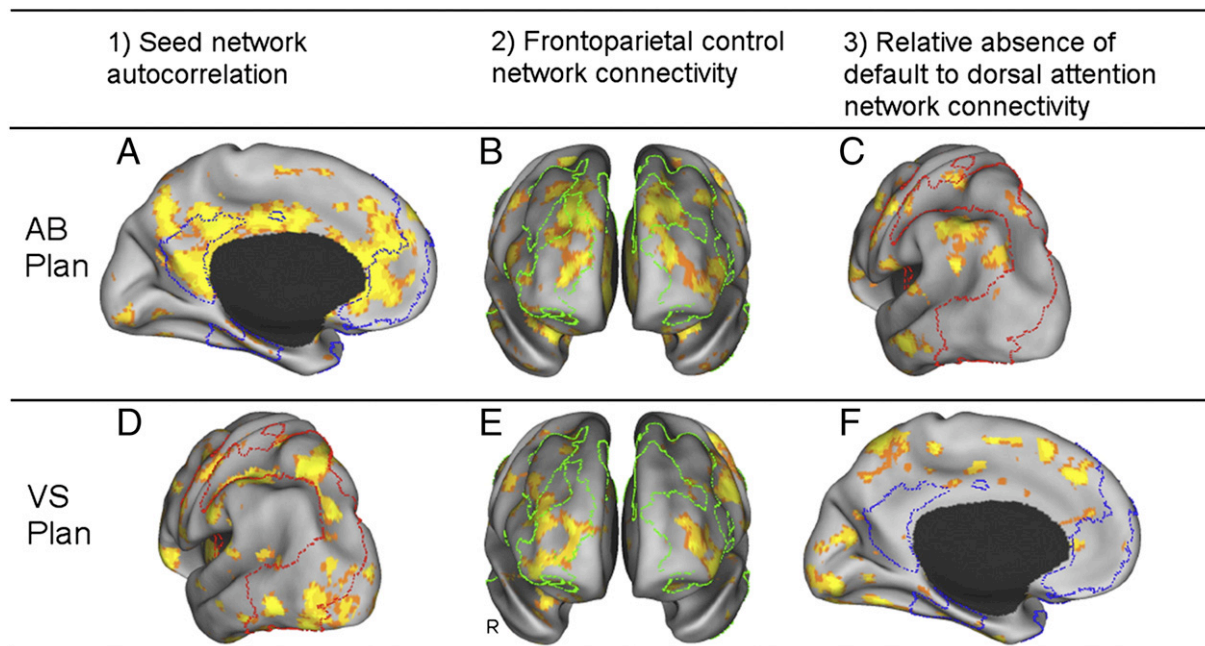 1) Seed network
autocorrelation
2) Frontoparietal control
network connectivity
3) Relative absence of
default to dorsal attention
network connectivity
A
B
C
AB
Plan
D
E
F
VS
Plan
R